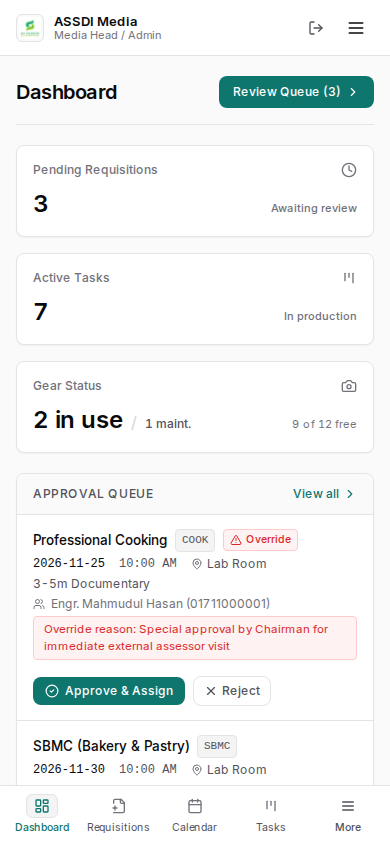 ASSDI Media
Media Head / Admin
Dashboard
Review Queue (3)
Pending Requisitions
3
Awaiting review
Active Tasks
7
In production
Gear Status
2 in use / 1 maint.
9 of 12 free
APPROVAL QUEUE
View all
Professional Cooking COOK Override
2026-11-25 10:00 AM Lab Room
3-5m Documentary
Engr. Mahmudul Hasan (01711000001)
Override reason: Special approval by Chairman for
immediate external assessor visit
Approve & Assign
Reject
SBMC (Bakery & Pastry) SBMC
2026-11-30 10:00 AM Lab Room
Dashboard
Requisitions
Calendar
Tasks
More